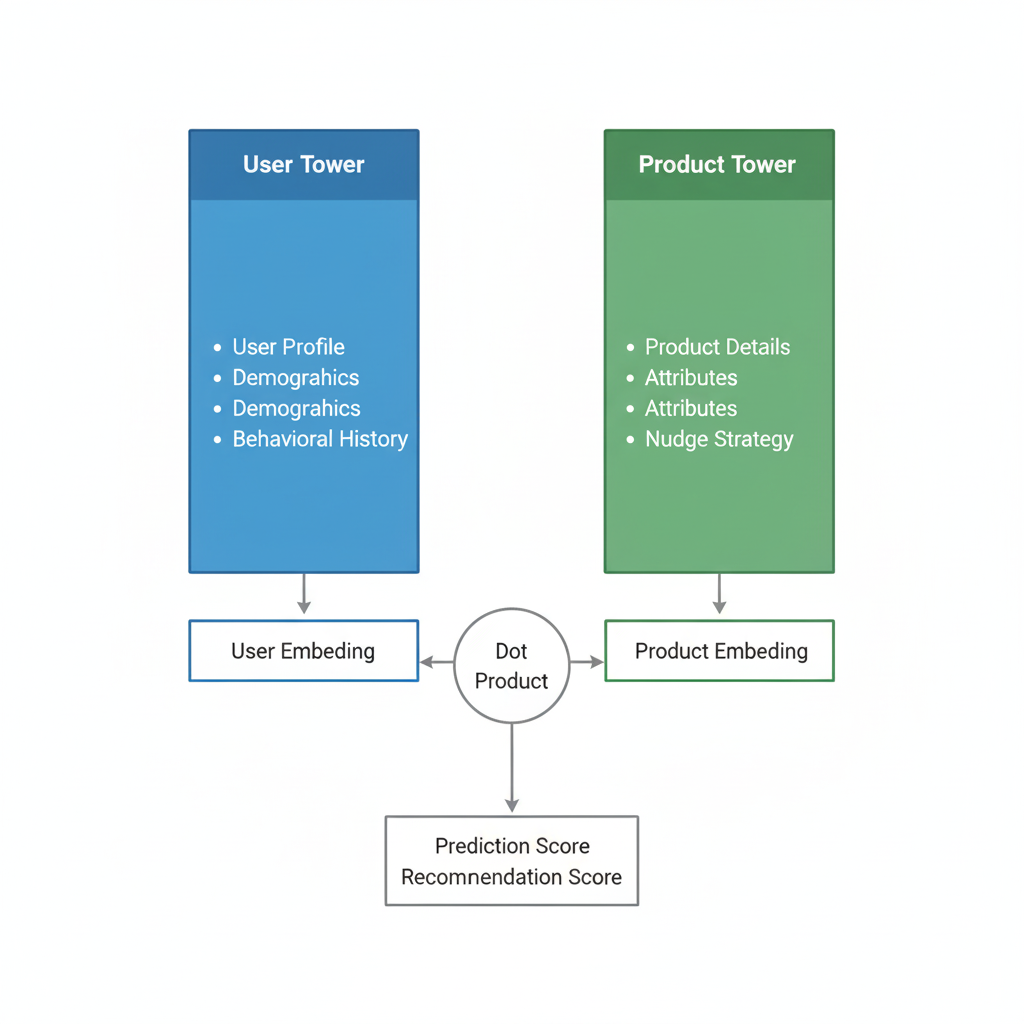 User Tower
• User Profile
• Demograhics
• Demograhics
• Behavioral History
Product Tower
• Product Details
• Attributes
• Attributes
• Nudge Strategy
User Embeding
Dot
Product
Product Embeding
Prediction Score
Recomnendation Score